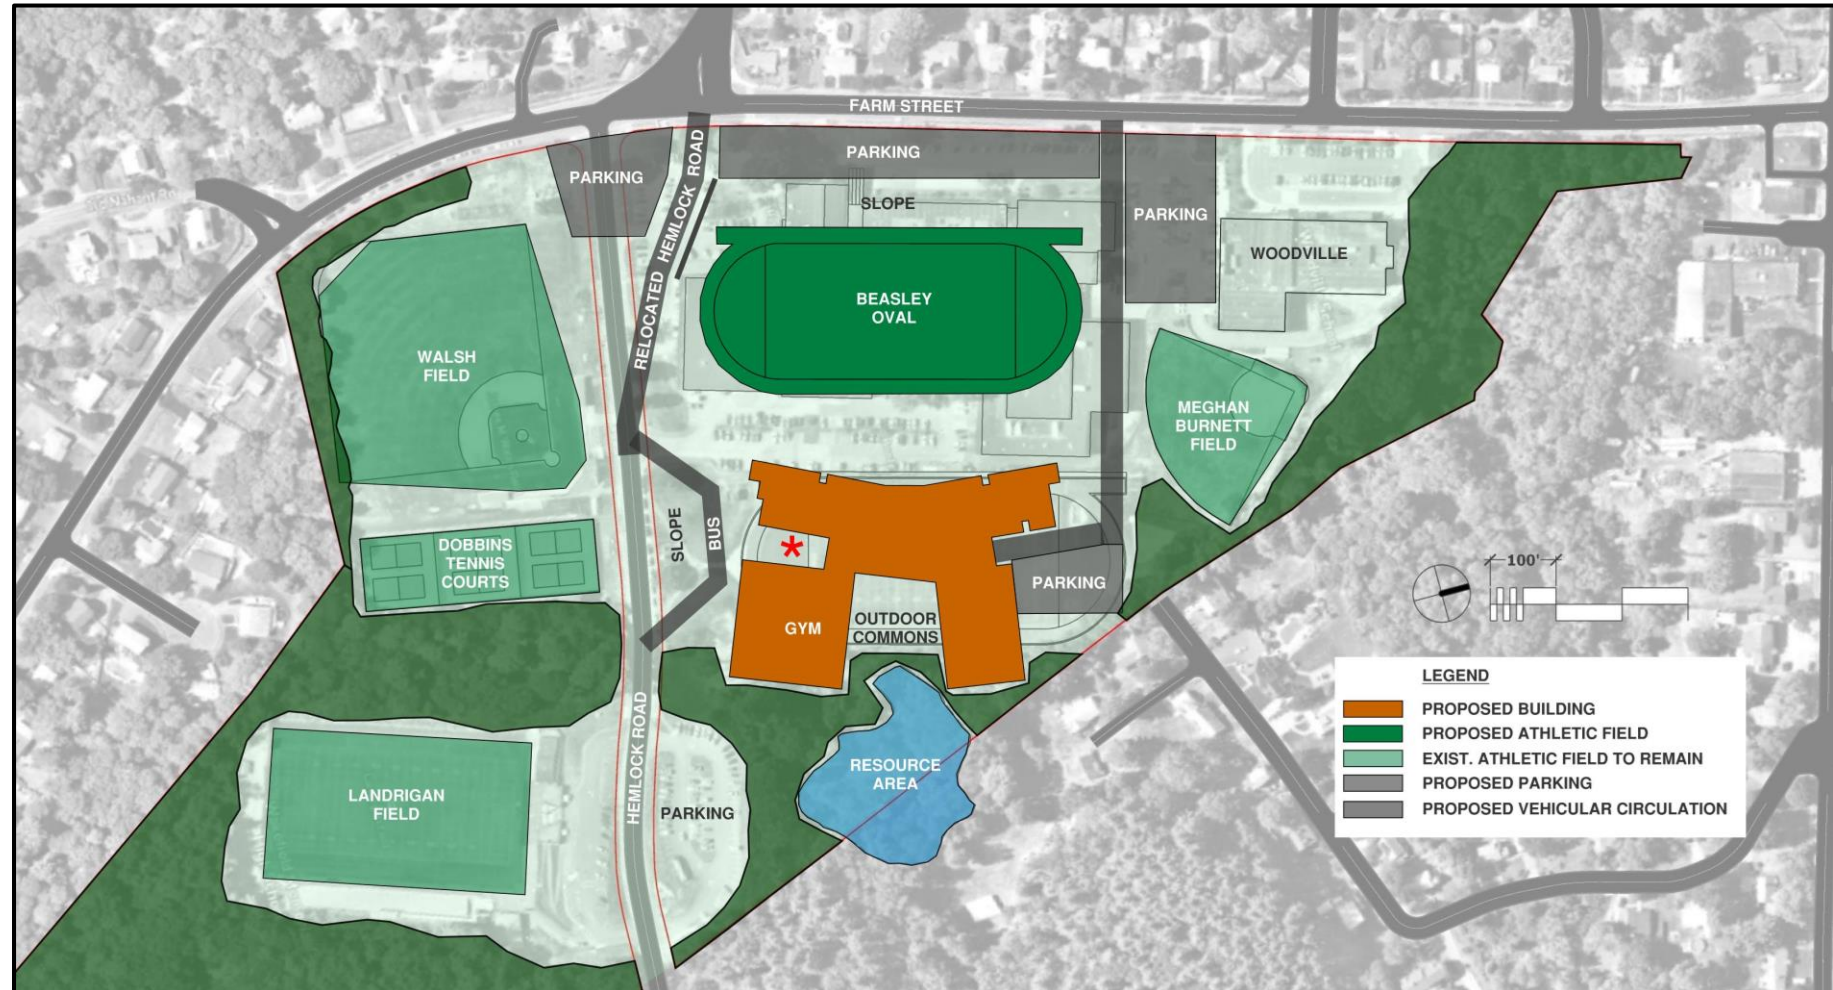 FARM STREET
PARKING
PARKING
RELOCATED HEMLOCK ROAD
SLOPE
PARKING
WOODVILLE
BEASLEY
OVAL
WALSH
FIELD
MEGHAN
BURNETT
FIELD
SLOPE
BUS
*
DOBBINS
TENNIS
COURTS
PARKING
GYM
OUTDOOR
COMMONS
100'
HEMLOCK ROAD
RESOURCE
AREA
LANDRIGAN
FIELD
PARKING
LEGEND
PROPOSED BUILDING
PROPOSED ATHLETIC FIELD
EXIST. ATHLETIC FIELD TO REMAIN
PROPOSED PARKING
PROPOSED VEHICULAR CIRCULATION